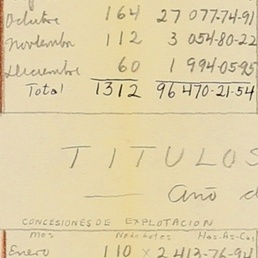 Octubre 164 27 077-74-91
Noviembre 112 3 054-80-22
Diciembre 60 1 994-05-95
Total 1312 96 470-21-54
TITULOS
Año d
CONCESIONES DE EXPLOTACION
Mes No de lotes Has-As-Cas
Enero 110 x 2 413-76-94